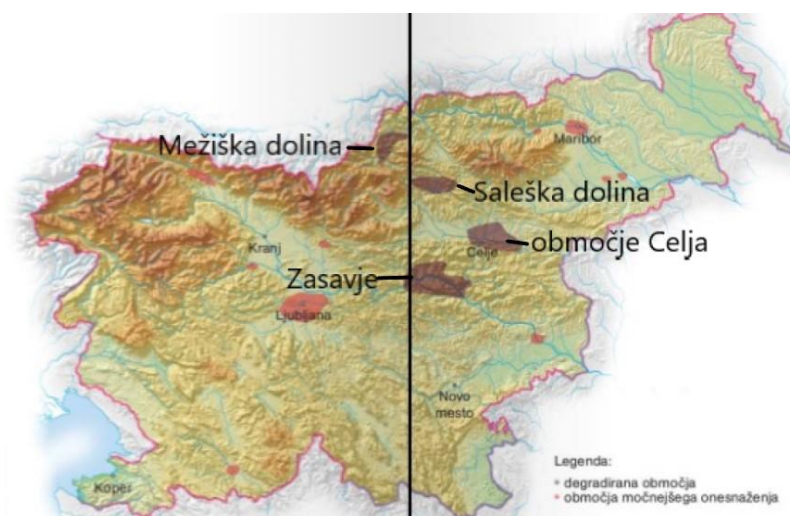 Maribor
Mežiška dolina
Saleška dolina
Kranj
območje Celja
Celje
Zasavje
Ljubljana
Novo
mesto
Koper
Legenda:
degradirana območja
območja močnejšega onesnaženja